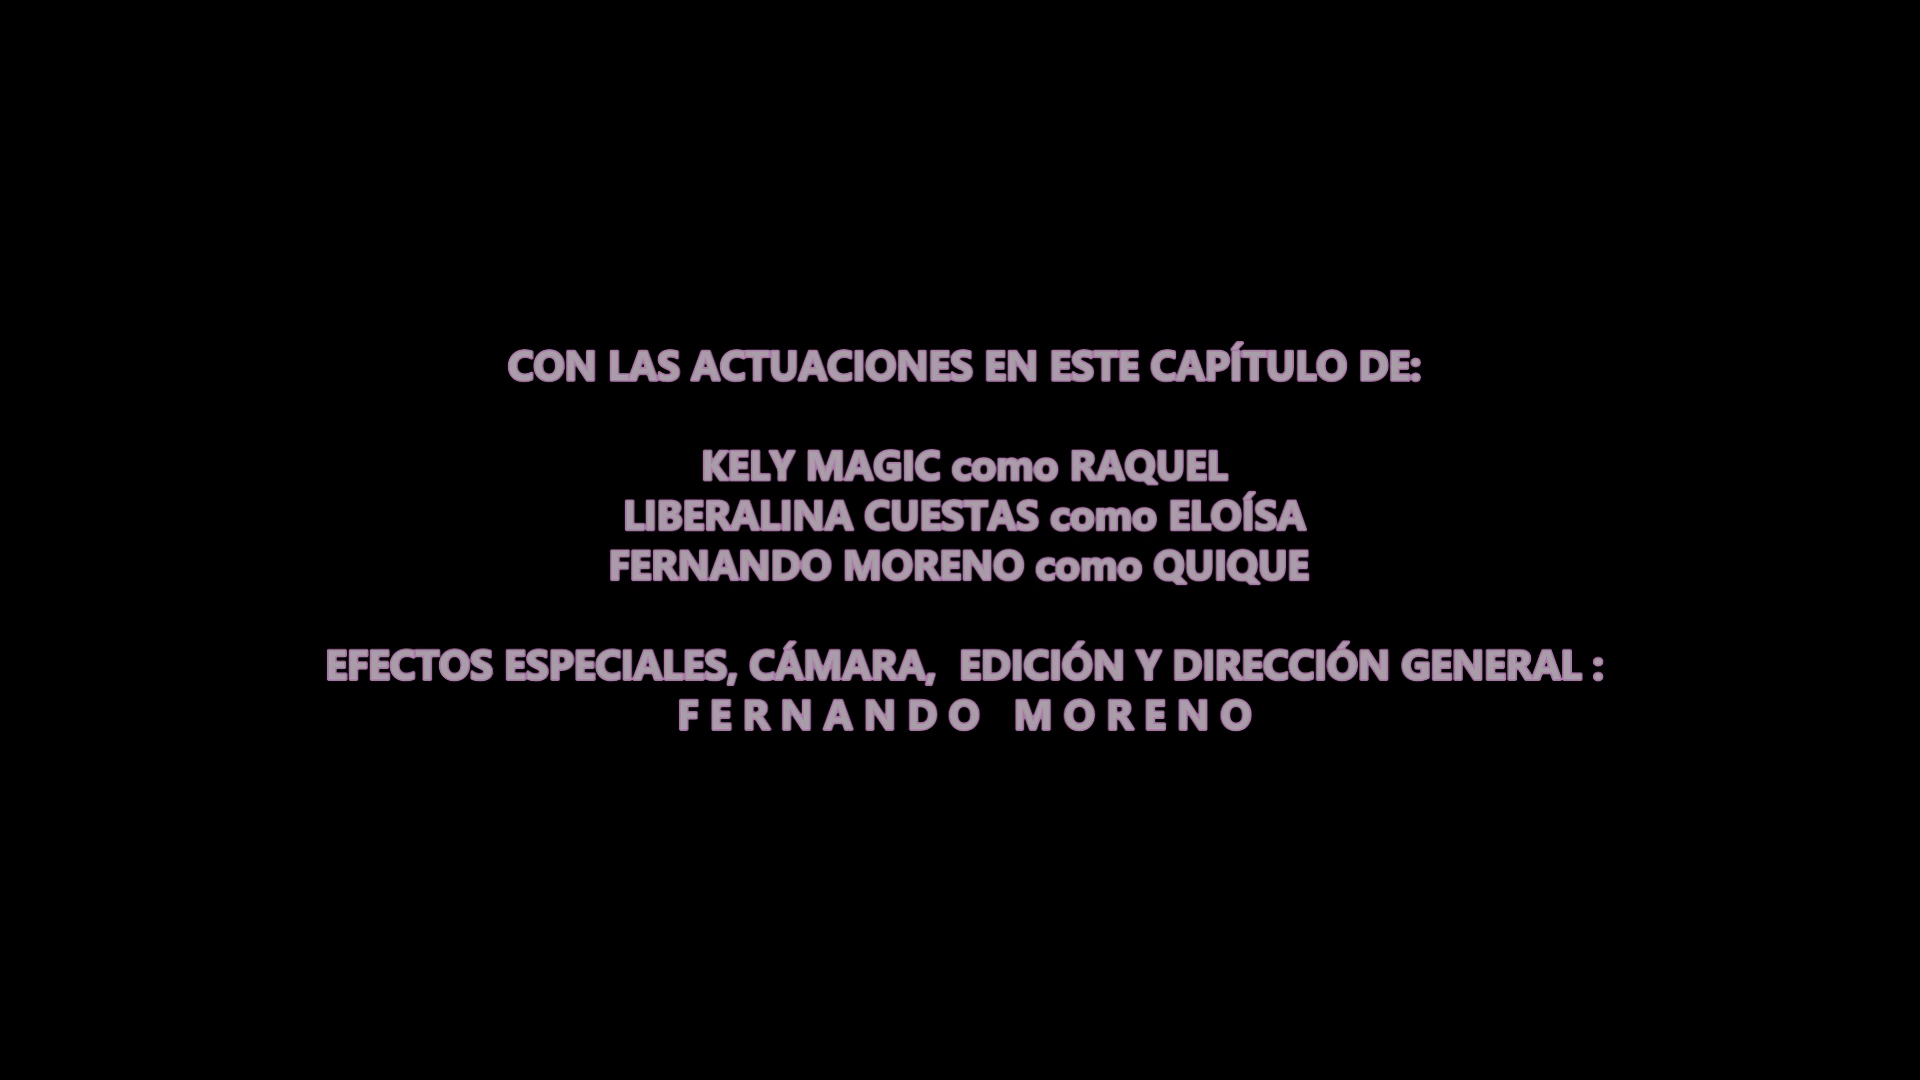 CON LAS ACTUACIONES EN ESTE CAPÍTULO DE:
KELY MAGIC como RAQUEL
LIBERALINA CUESTAS como ELOÍSA
FERNANDO MORENO como QUIQUE
EFECTOS ESPECIALES, CÁMARA,  EDICIÓN Y DIRECCIÓN GENERAL :
F E R N A N D O   M O R E N O